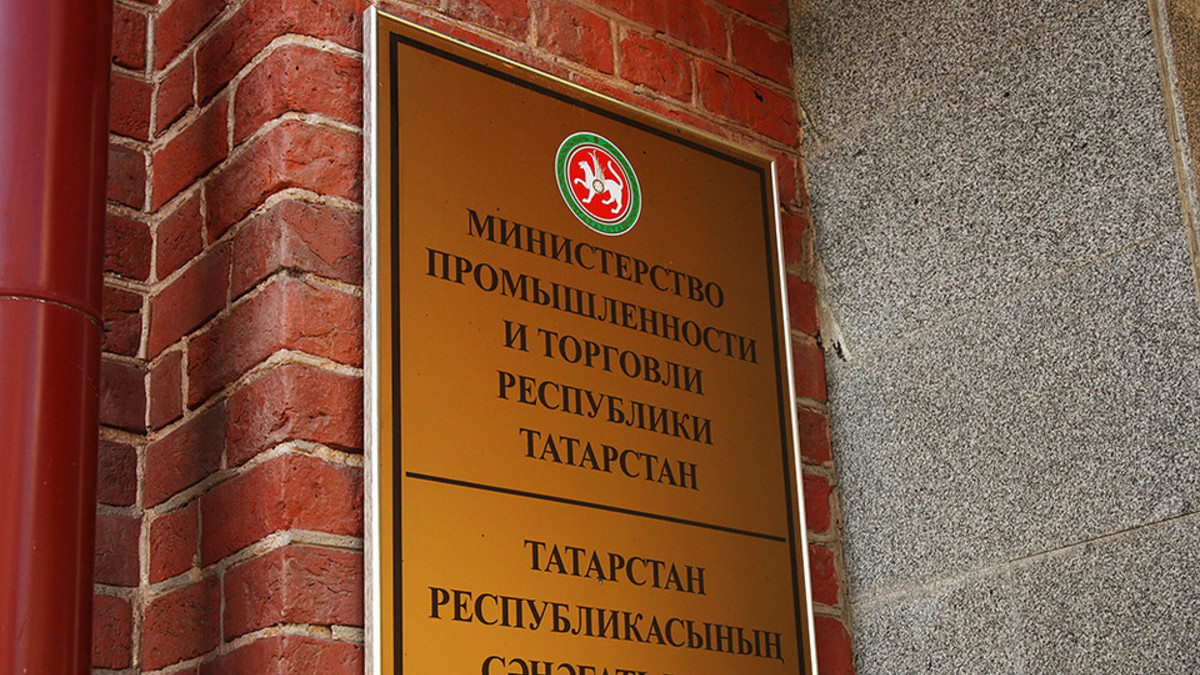 МИНИСТЕРСТВО
ПРОМЫШЛЕННОСТИ
И ТОРГОВЛИ
РЕСПУБЛИКИ
ТАТАРСТАН
ТАТАРСТАН
РЕСПУБЛИКАСЫНЫҢ